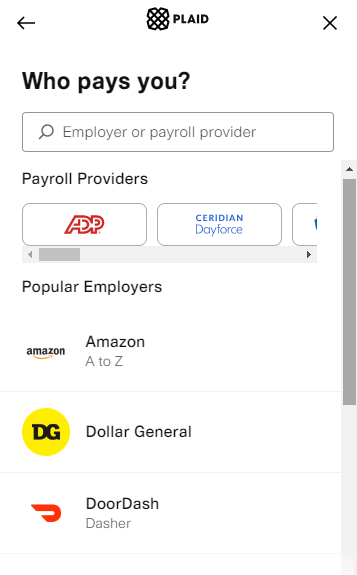 PLAID
Who pays you?
Employer or payroll provider
Payroll Providers
ADP
CERIDIAN
Dayforce
Popular Employers
amazon
Amazon
A to Z
DG
Dollar General
DoorDash
Dasher